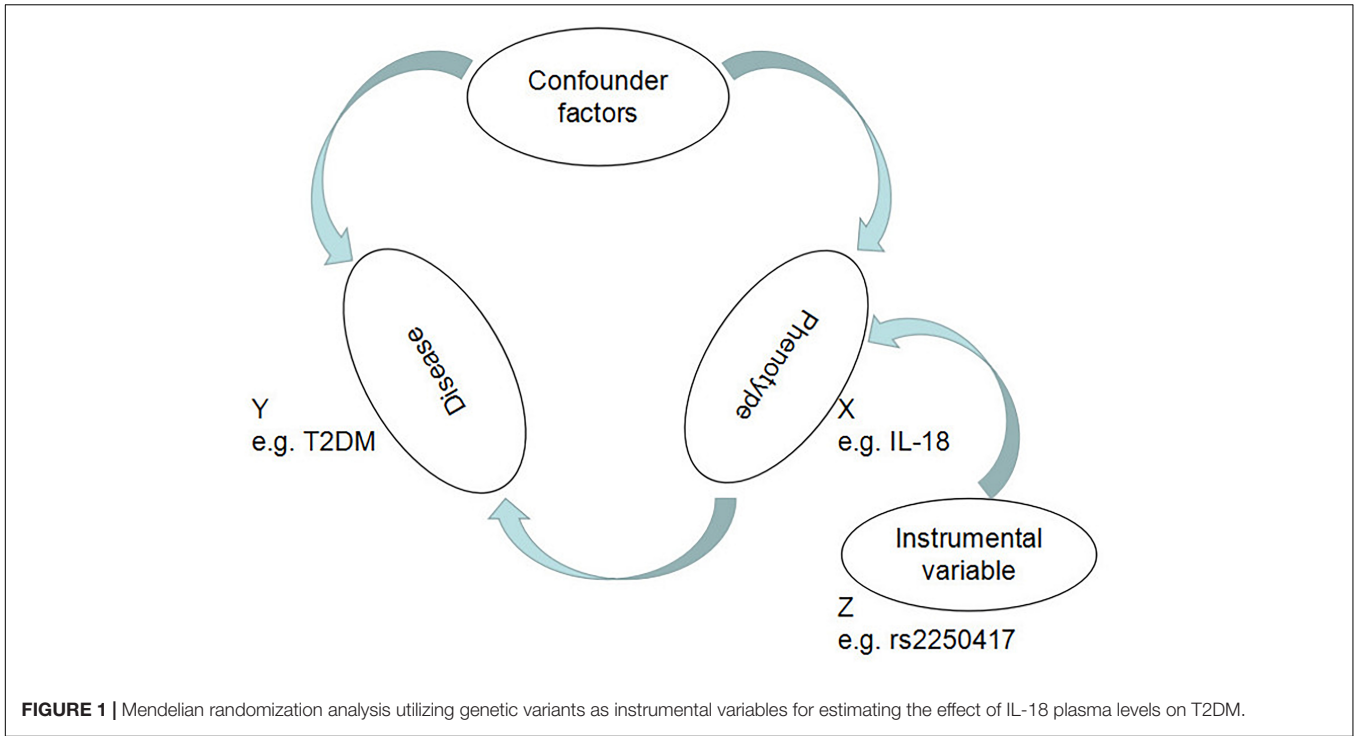 Confounder
factors
Disease
Phenotype
Y
e.g. T2DM
X
e.g. IL-18
Instrumental
variable
Z
e.g. rs2250417
FIGURE 1 | Mendelian randomization analysis utilizing genetic variants as instrumental variables for estimating the effect of IL-18 plasma levels on T2DM.